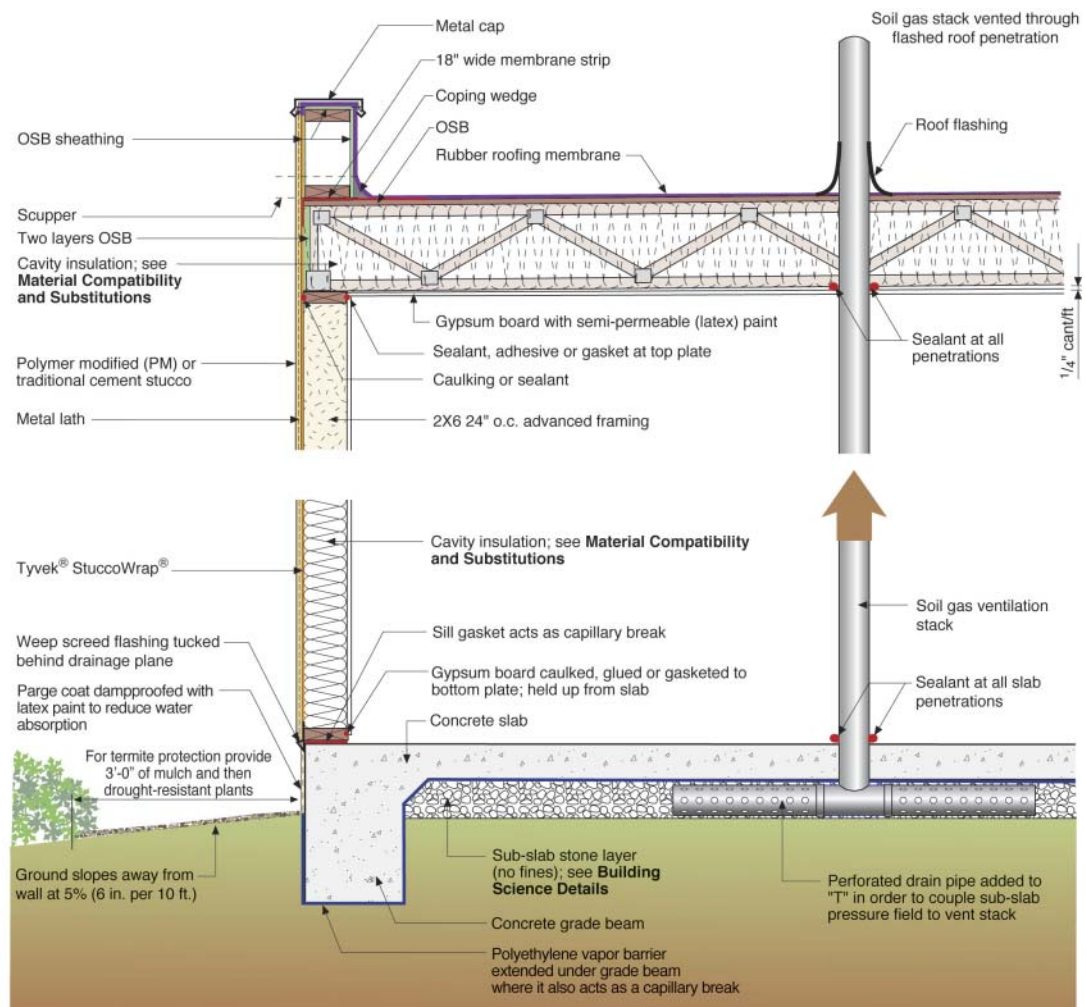 Metal cap
18" wide membrane strip
Coping wedge
OSB
Rubber roofing membrane
Soil gas stack vented through
flashed roof penetration
Roof flashing
OSB sheathing
Scupper
Two layers OSB
Cavity insulation; see
Material Compatibility
and Substitutions
Polymer modified (PM) or
traditional cement stucco
Metal lath
Gypsum board with semi-permeable (latex) paint
Sealant, adhesive or gasket at top plate
Caulking or sealant
2X6 24" o.c. advanced framing
Sealant at all
penetrations
1/4" cant/ft
Cavity insulation; see Material Compatibility
and Substitutions
Tyvek® StuccoWrap®
Weep screed flashing tucked
behind drainage plane
Parge coat dampproofed with
latex paint to reduce water
absorption
For termite protection provide
3'-0" of mulch and then
drought-resistant plants
Ground slopes away from
wall at 5% (6 in. per 10 ft.)
Sill gasket acts as capillary break
Gypsum board caulked, glued or gasketed to
bottom plate; held up from slab
Concrete slab
Soil gas ventilation
stack
Sealant at all slab
penetrations
Sub-slab stone layer
(no fines); see Building
Science Details
Concrete grade beam
Polyethylene vapor barrier
extended under grade beam
where it also acts as a capillary break
Perforated drain pipe added to
"T" in order to couple sub-slab
pressure field to vent stack